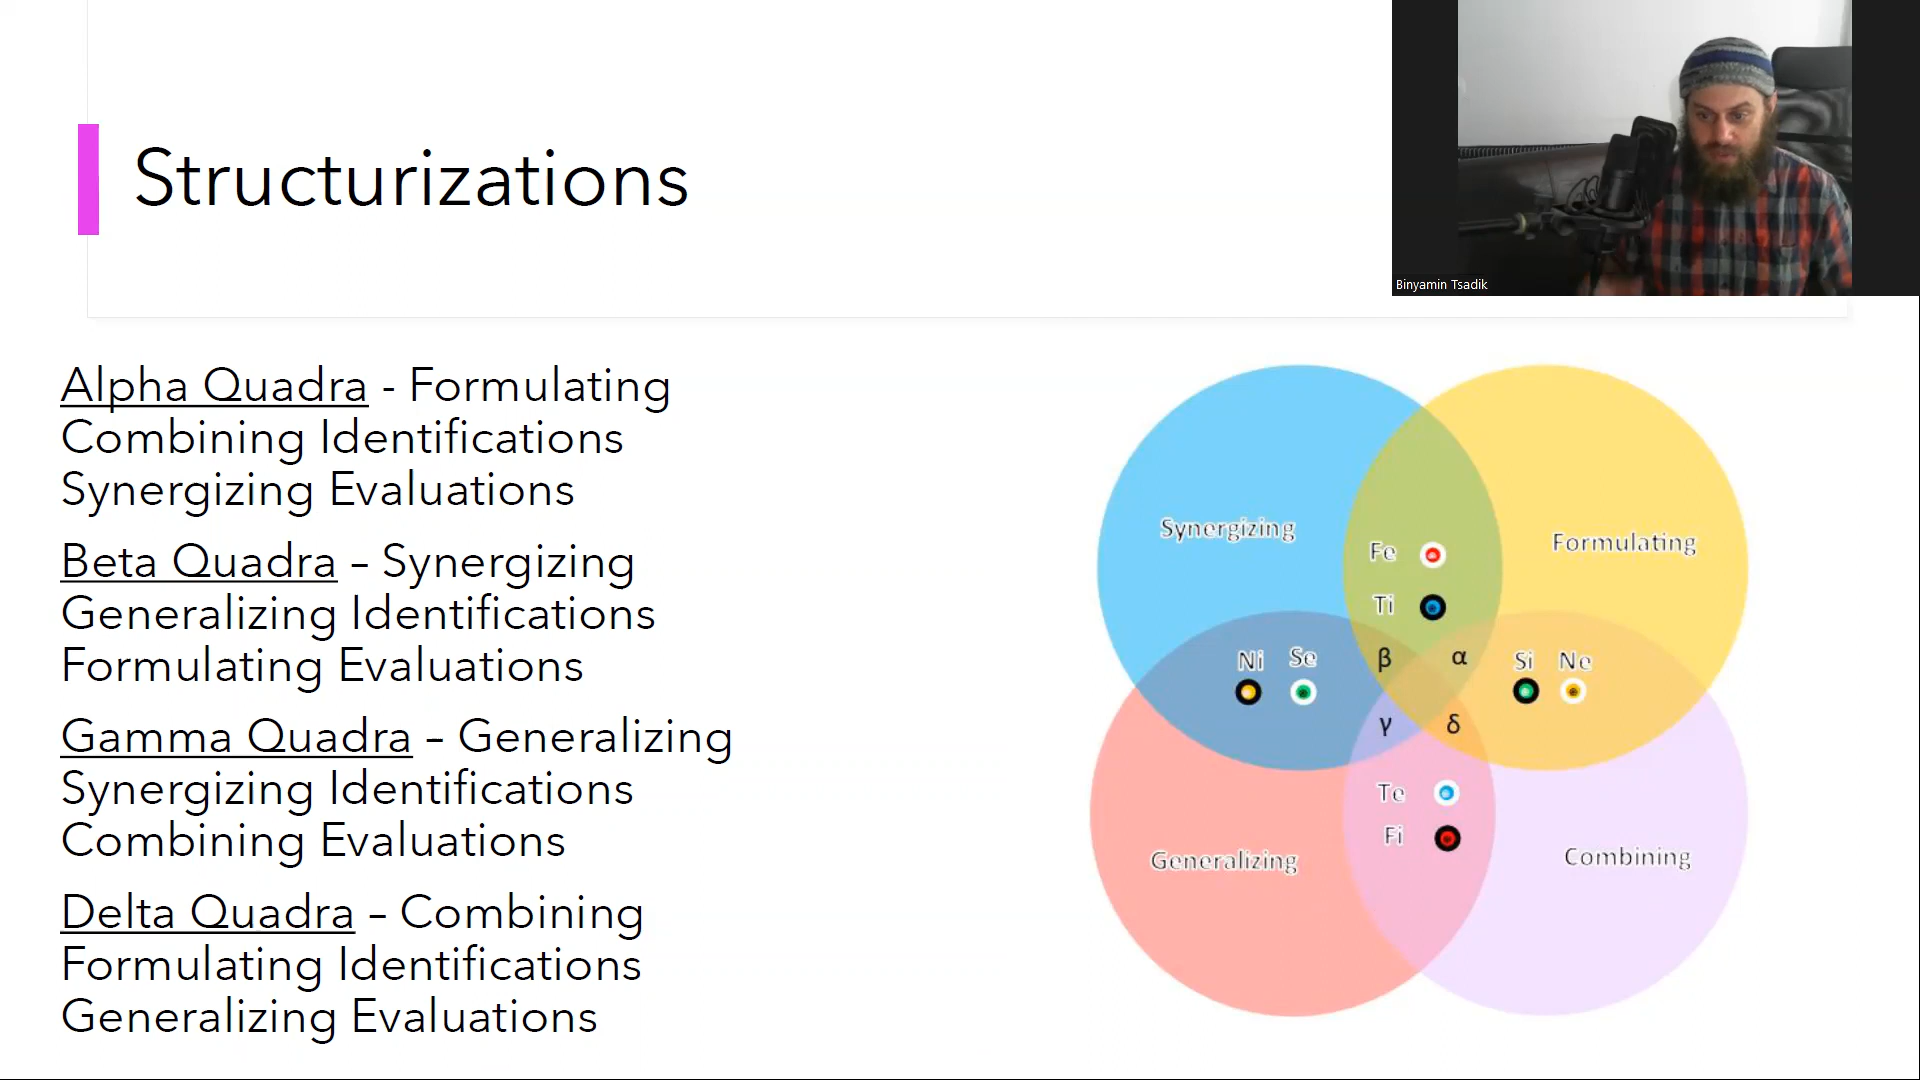 Structurizations
Binyamin Tsadik
Alpha Quadra - Formulating
Combining Identifications
Synergizing Evaluations
Beta Quadra – Synergizing
Generalizing Identifications
Formulating Evaluations
Gamma Quadra – Generalizing
Synergizing Identifications
Combining Evaluations
Delta Quadra – Combining
Formulating Identifications
Generalizing Evaluations
Synergizing
Formulating
Fe
Ti
Ni Se
β α
Si Ne
γ δ
Te
Fi
Generalizing
Combining